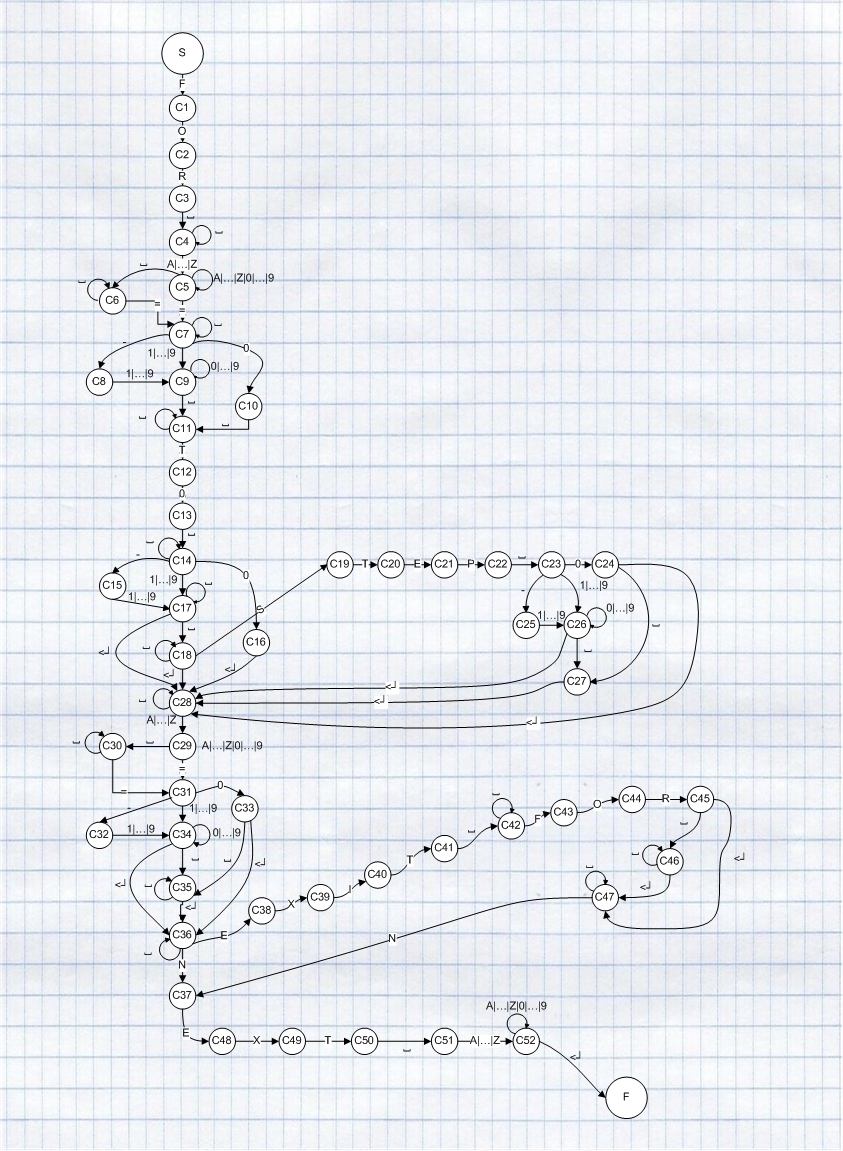 S
F
C1
O
C2
R
C3
⌴
C4 ⌴
⌴ A|...|Z
C5 A|...|Z|0|...|9
⌴ C6 = =
C7 ⌴
- 1|...|9 0
C8 1|...|9 C9 0|...|9
⌴ C10
⌴ C11 ⌴
T
C12
0
C13
⌴
⌴ C14 C19 T C20 E C21 P C22 ⌴ C23 0 C24
- 1|...|9 0 - 1|...|9
C15 1|...|9 ⌴
C17 S C25 1|...|9 C26 0|...|9 ⌴
⌴ C16
<┘ ⌴ C18 <┘ ⌴
<┘ C27
<┘
⌴ C28 <┘
<┘
A|...|Z
⌴ C30 ⌴ C29 A|...|Z|0|...|9
=
= C31 0
- 1|...|9 C33
C32 1|...|9 C34 0|...|9
⌴ ⌴ <┘
<┘ ⌴ C35
<┘
⌴ C36 E C38 X C39 I C40 T C41 ⌴ C42 ⌴ F C43 O C44 R C45
⌴ C46 ⌴ <┘
⌴ C47 <┘
N N
C37
E C48 X C49 T C50 ⌴ C51 A|...|Z C52 A|...|Z|0|...|9
<┘
F